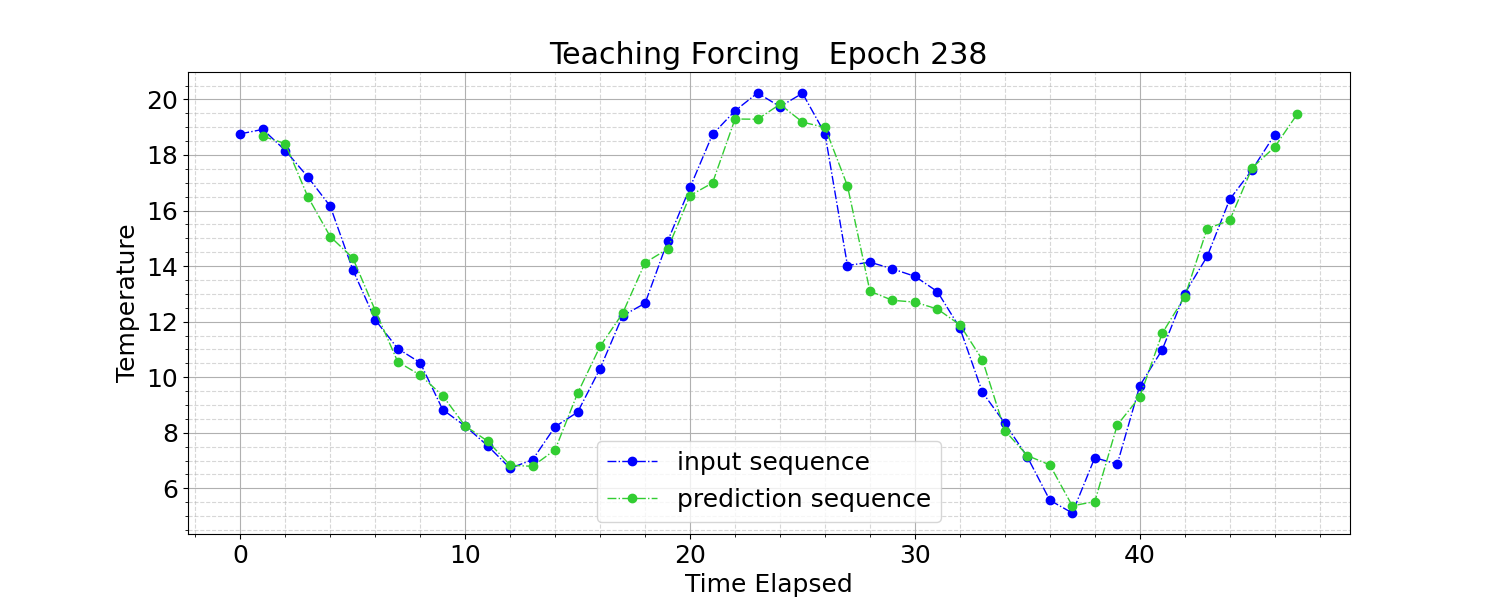 Teaching Forcing   Epoch 238
20
18
16
14
12
10
8
6
Temperature
input sequence
prediction sequence
0 10 20 30 40
Time Elapsed